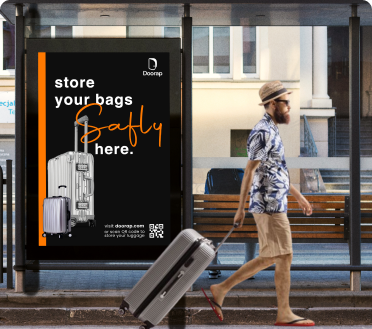 Doorap
store
your bags
Safly
here.
visit doorap.com
or scan QR code to
store your luggage